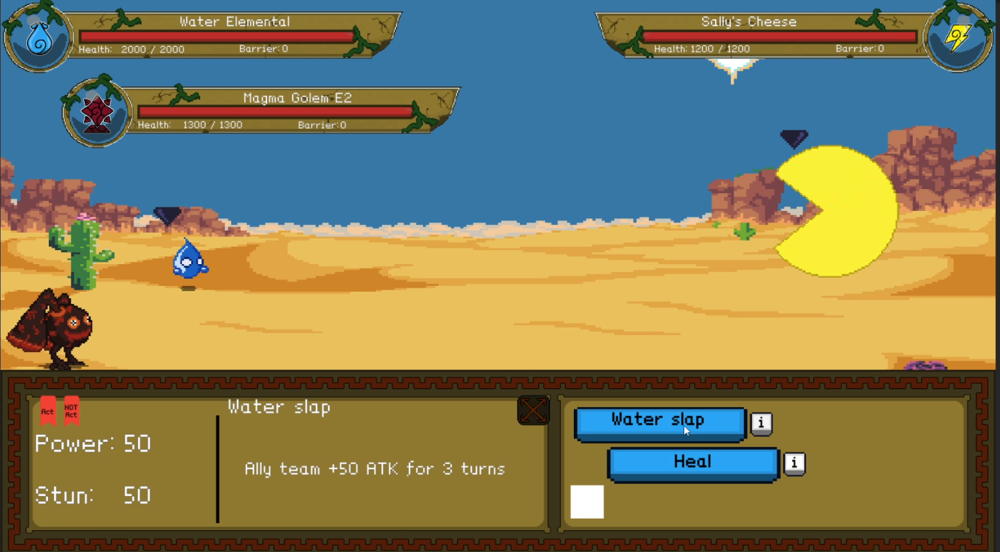 Water Elemental
Health: 2000 / 2000 Barrier:0
Sally's Cheese
Health:1200 / 1200 Barrier:0
Magma Golem E2
Health: 1300 / 1300 Barrier:0
Act
NOT
Act
Water slap
Power: 50
Ally team +50 ATK for 3 turns
Stun: 50
Water slap
i
Heal
i